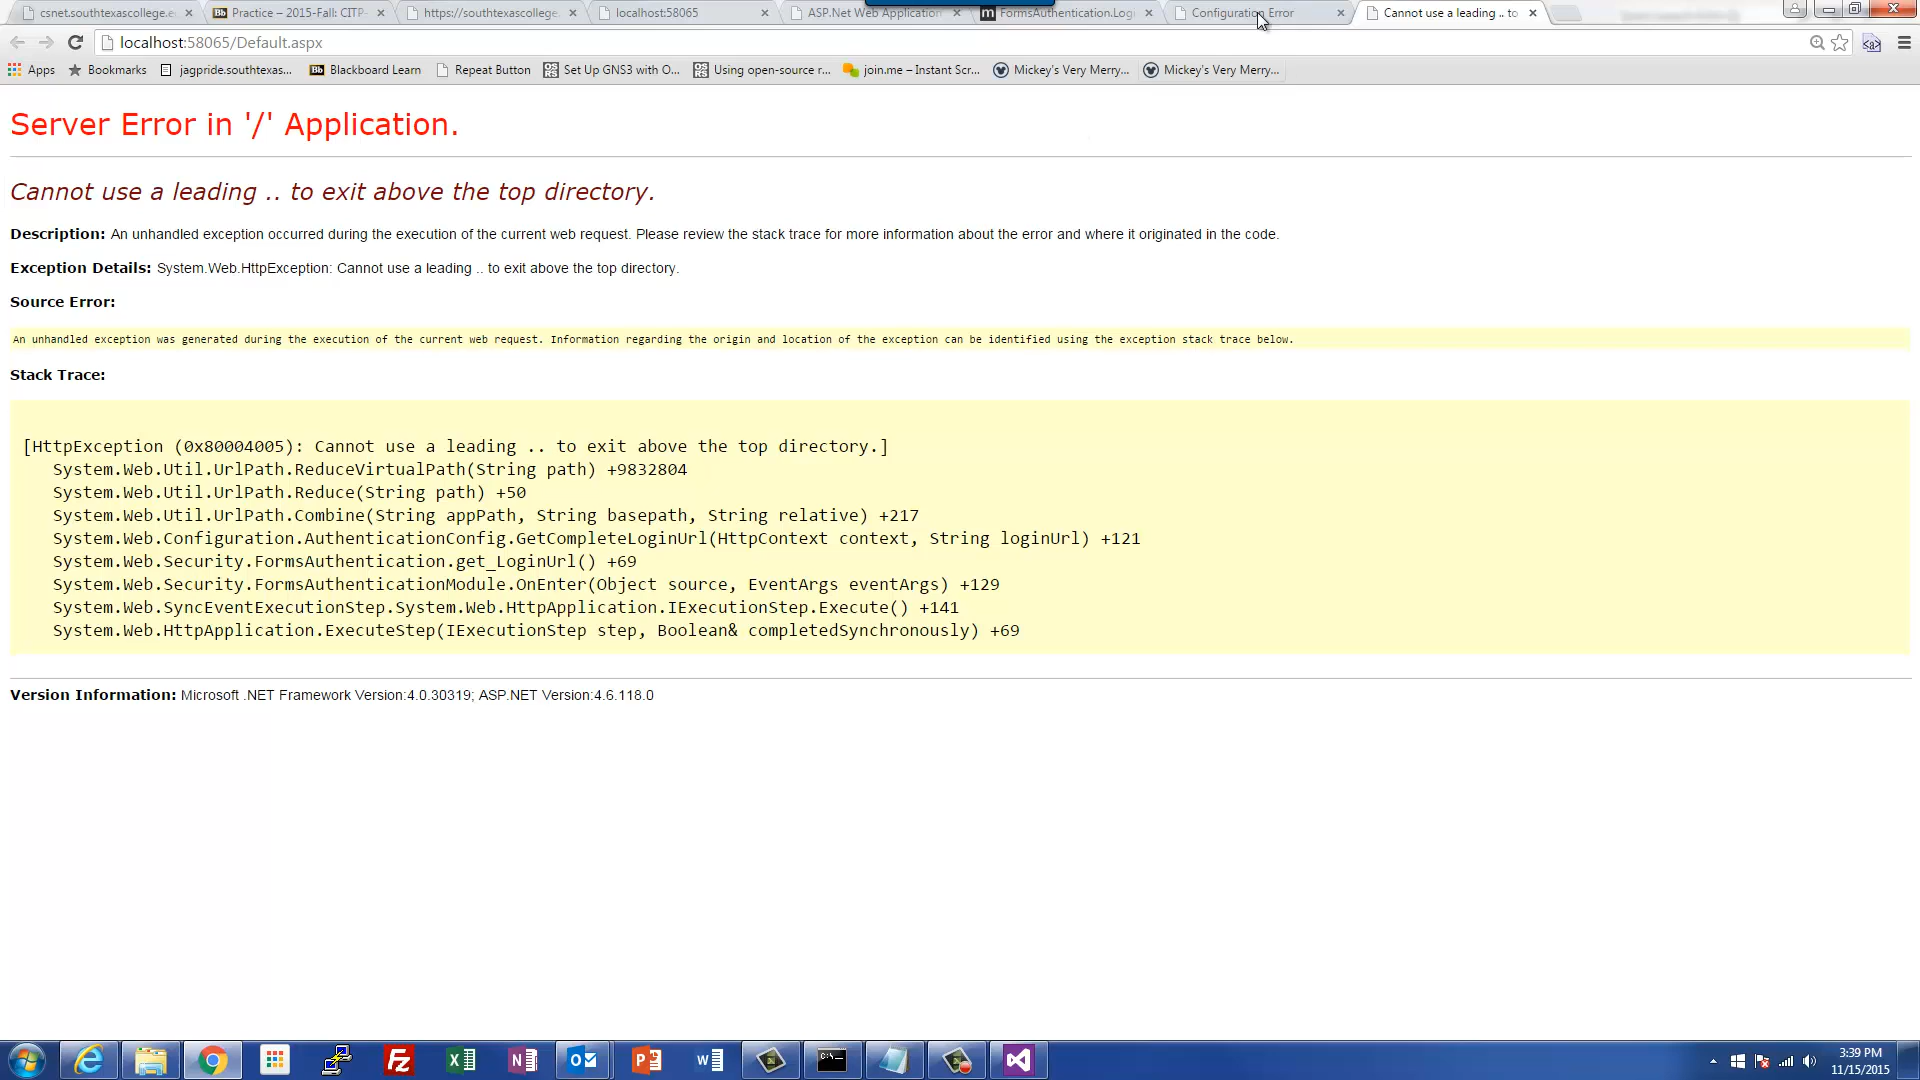 csnet.southtexascollege.e
Practice – 2015-Fall: CITP-
https://southtexascollege.
localhost:58065
ASP.Net Web Application
FormsAuthentication.Logi
Configuration Error
Cannot use a leading .. to
localhost:58065/Default.aspx
Apps
Bookmarks
jagpride.southtexas...
Bb Blackboard Learn
Repeat Button
Set Up GNS3 with O...
Using open-source r...
join.me – Instant Scr...
Mickey's Very Merry...
Mickey's Very Merry...
Server Error in '/' Application.
Cannot use a leading .. to exit above the top directory.
Description: An unhandled exception occurred during the execution of the current web request. Please review the stack trace for more information about the error and where it originated in the code.
Exception Details: System.Web.HttpException: Cannot use a leading .. to exit above the top directory.
Source Error:
An unhandled exception was generated during the execution of the current web request. Information regarding the origin and location of the exception can be identified using the exception stack trace below.
Stack Trace:
[HttpException (0x80004005): Cannot use a leading .. to exit above the top directory.]
System.Web.Util.UrlPath.ReduceVirtualPath(String path) +9832804
System.Web.Util.UrlPath.Reduce(String path) +50
System.Web.Util.UrlPath.Combine(String appPath, String basepath, String relative) +217
System.Web.Configuration.AuthenticationConfig.GetCompleteLoginUrl(HttpContext context, String loginUrl) +121
System.Web.Security.FormsAuthentication.get_LoginUrl() +69
System.Web.Security.FormsAuthenticationModule.OnEnter(Object source, EventArgs eventArgs) +129
System.Web.SyncEventExecutionStep.System.Web.HttpApplication.IExecutionStep.Execute() +141
System.Web.HttpApplication.ExecuteStep(IExecutionStep step, Boolean& completedSynchronously) +69
Version Information: Microsoft .NET Framework Version:4.0.30319; ASP.NET Version:4.6.118.0
3:39 PM
11/15/2015